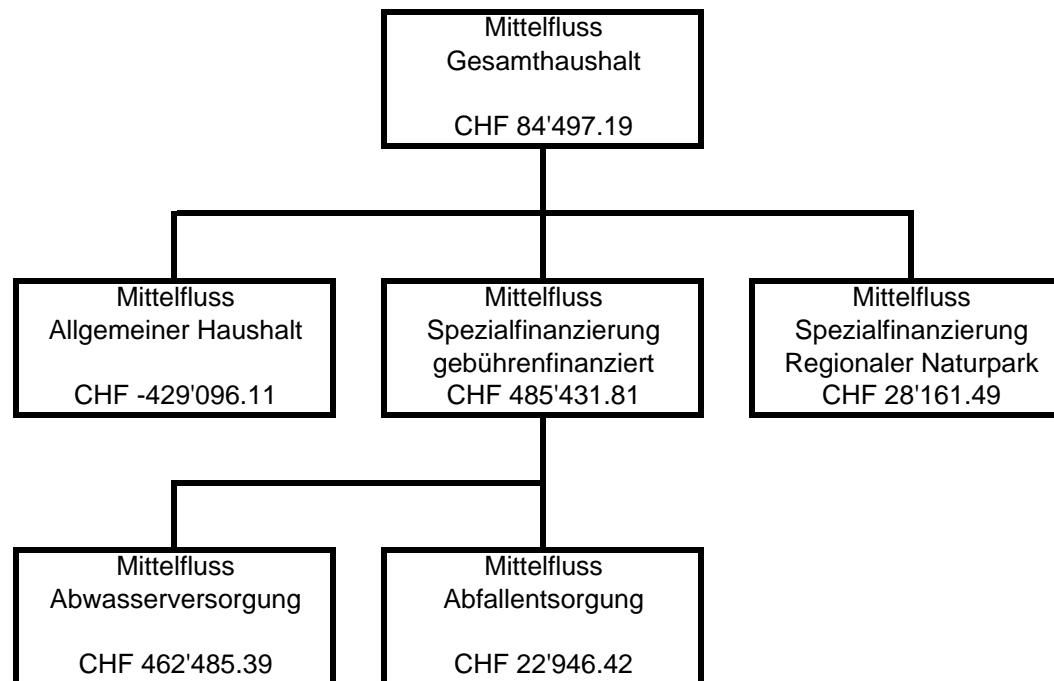 Mittelfluss
Gesamthaushalt
CHF 84'497.19
Mittelfluss
Allgemeiner Haushalt
CHF -429'096.11
Mittelfluss
Spezialfinanzierung
gebührenfinanziert
CHF 485'431.81
Mittelfluss
Spezialfinanzierung
Regionaler Naturpark
CHF 28'161.49
Mittelfluss
Abwasserversorgung
CHF 462'485.39
Mittelfluss
Abfallentsorgung
CHF 22'946.42